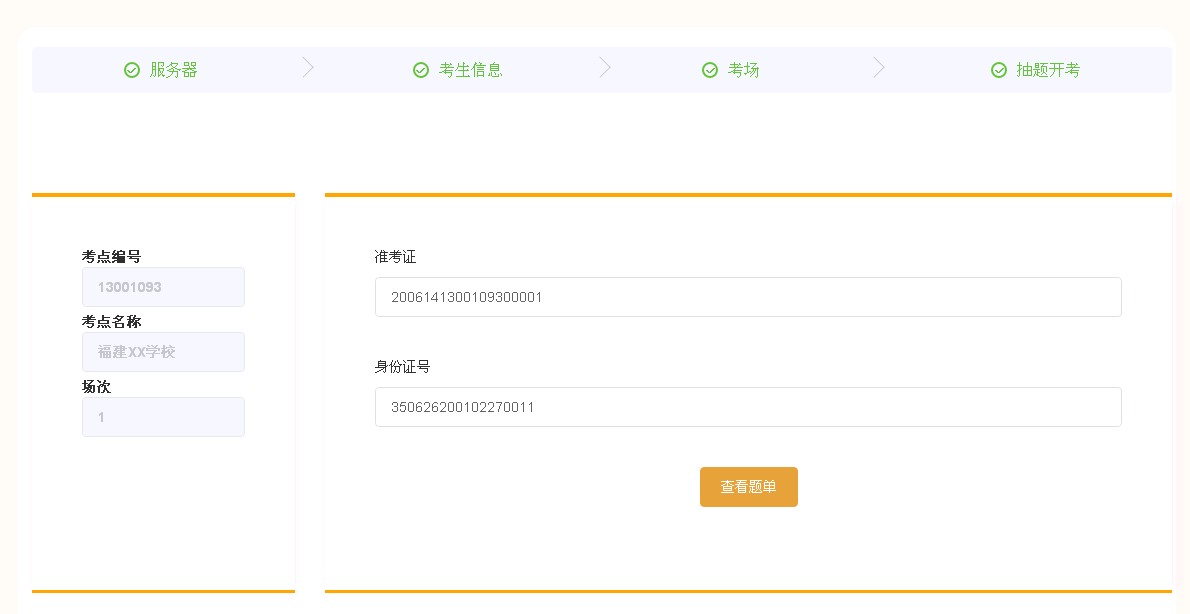 服务器
考生信息
考场
抽题开考
考点编号
13001093
考点名称
福建XX学校
场次
1
准考证
2006141300109300001
身份证号
350626200102270011
查看题单